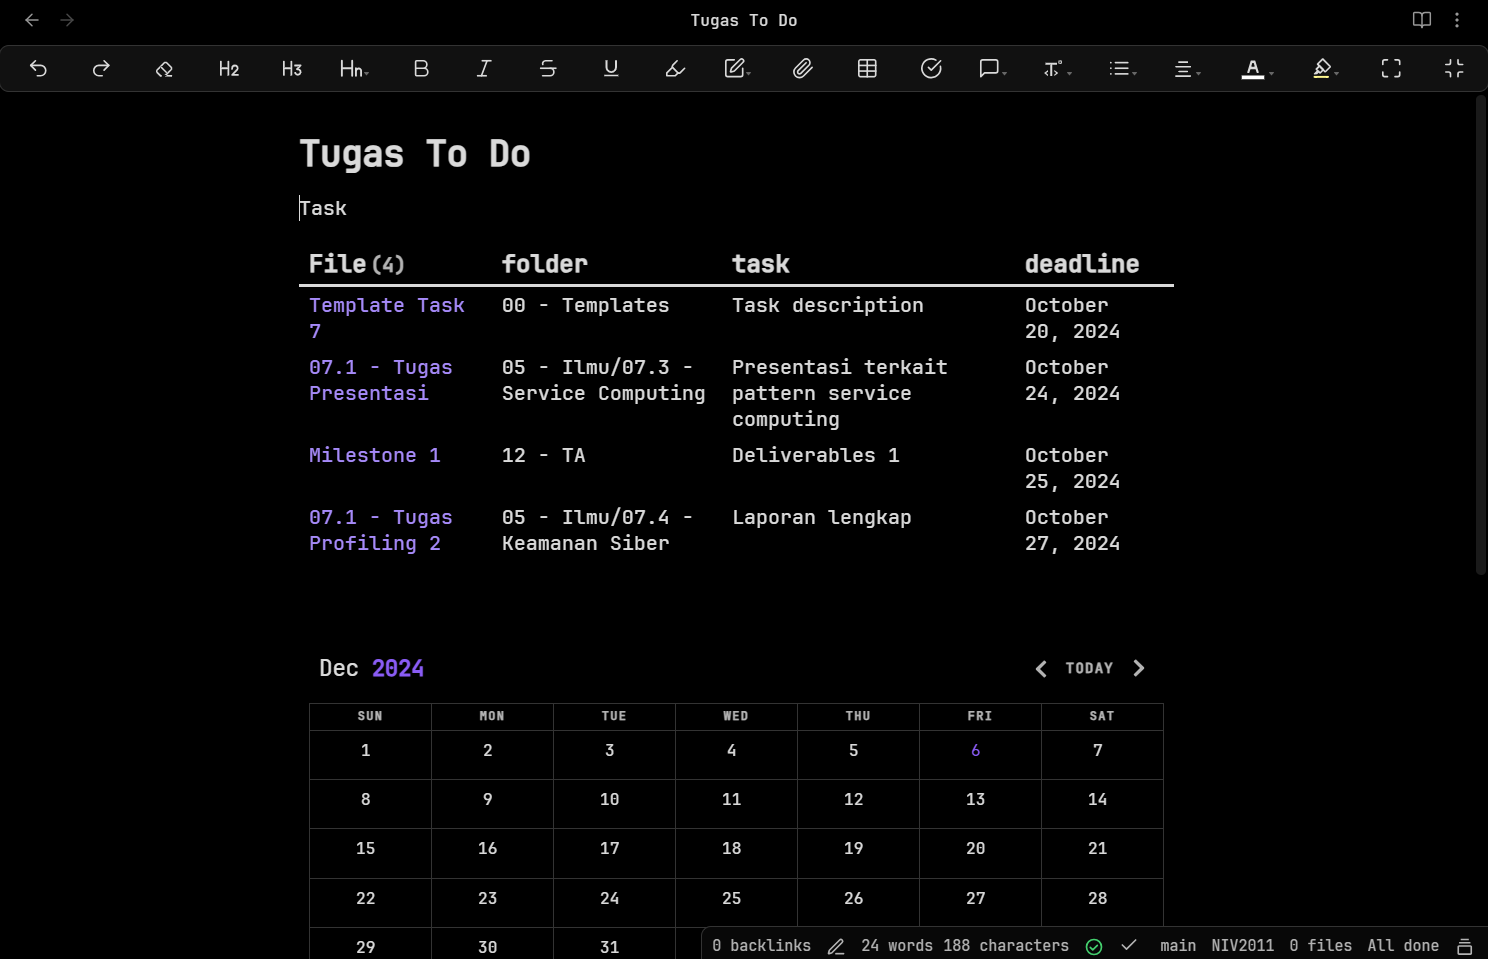 Tugas To Do
H2 H3 Hn B I S U T A
Tugas To Do
Task
File (4) folder task deadline
Template Task 00 - Templates Task description October
7 20, 2024
07.1 - Tugas 05 - Ilmu/07.3 - Presentasi terkait October
Presentasi Service Computing pattern service 24, 2024
computing
Milestone 1 12 - TA Deliverables 1 October
25, 2024
07.1 - Tugas 05 - Ilmu/07.4 - Laporan lengkap October
Profiling 2 Keamanan Siber 27, 2024
Dec 2024 TODAY
SUN MON TUE WED THU FRI SAT
1 2 3 4 5 6 7
8 9 10 11 12 13 14
15 16 17 18 19 20 21
22 23 24 25 26 27 28
29 30 31
0 backlinks 24 words 188 characters main NIV2011 0 files All done